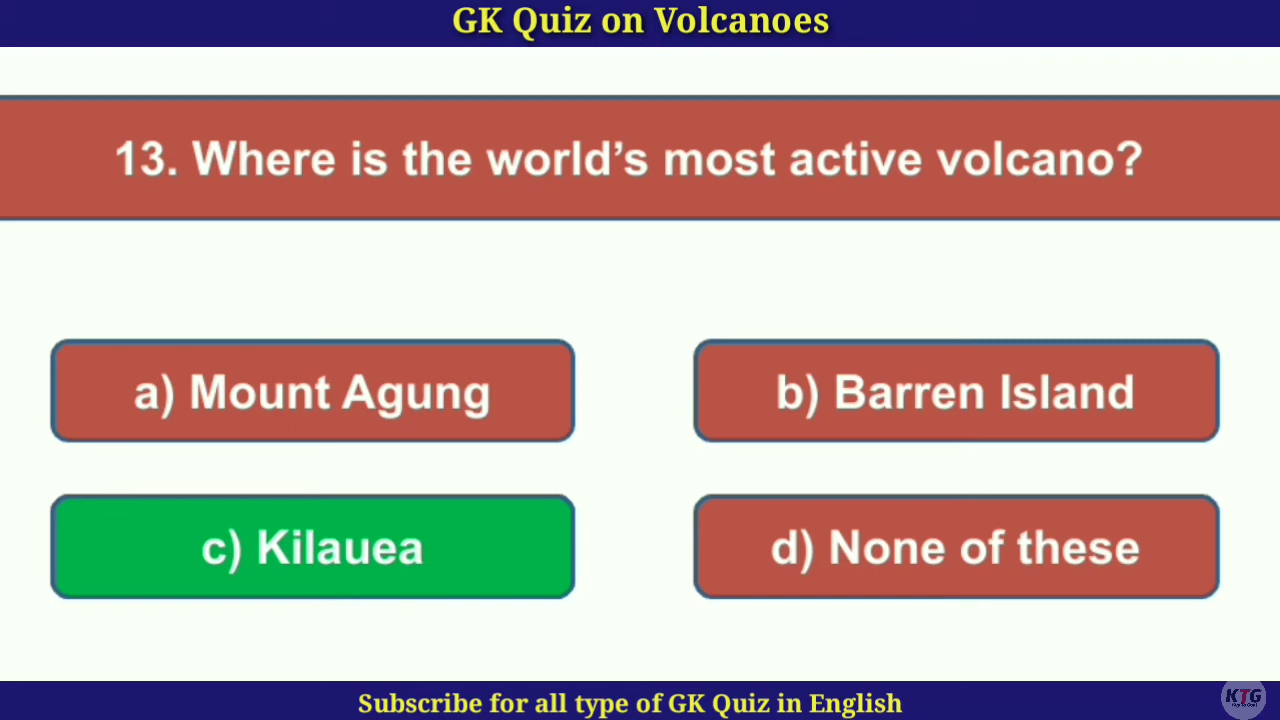 GK Quiz on Volcanoes
13. Where is the world's most active volcano?
a) Mount Agung
b) Barren Island
c) Kilauea
d) None of these
Subscribe for all type of GK Quiz in English
KTG